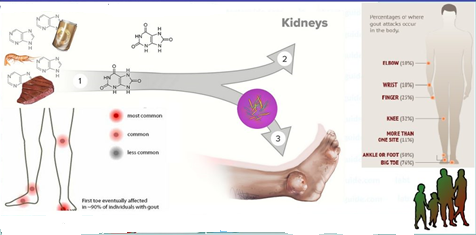 Kidneys
1
2
3
most common
common
less common
First toe eventually affected
in ~90% of individuals with gout
Percentages of where
gout attacks occur
in the body.
ELBOW (10%)
WRIST (10%)
FINGER (25%)
KNEE (32%)
MORE THAN
ONE SITE (11%)
ANKLE OR FOOT (50%)
BIG TOE (76%)